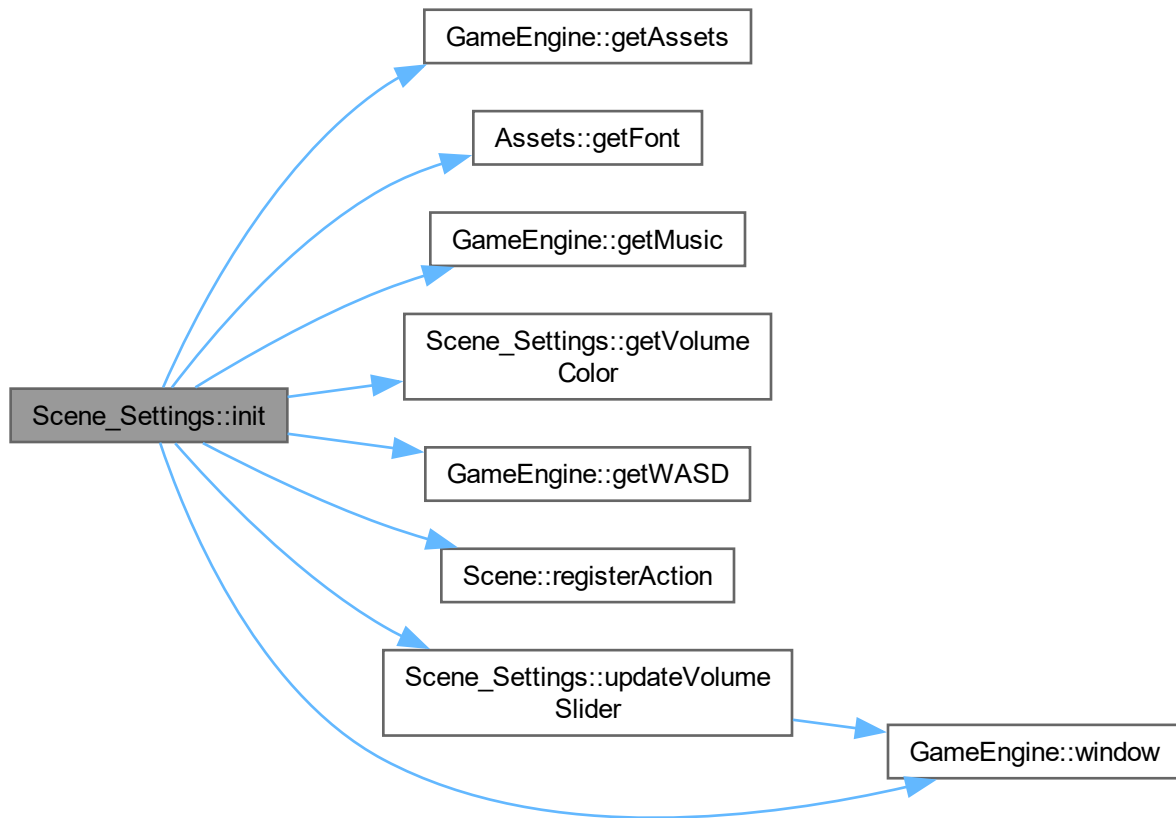 GameEngine::getAssets
Assets::getFont
GameEngine::getMusic
Scene_Settings::getVolume
Color
Scene_Settings::init
GameEngine::getWASD
Scene::registerAction
Scene_Settings::updateVolume
Slider
GameEngine::window